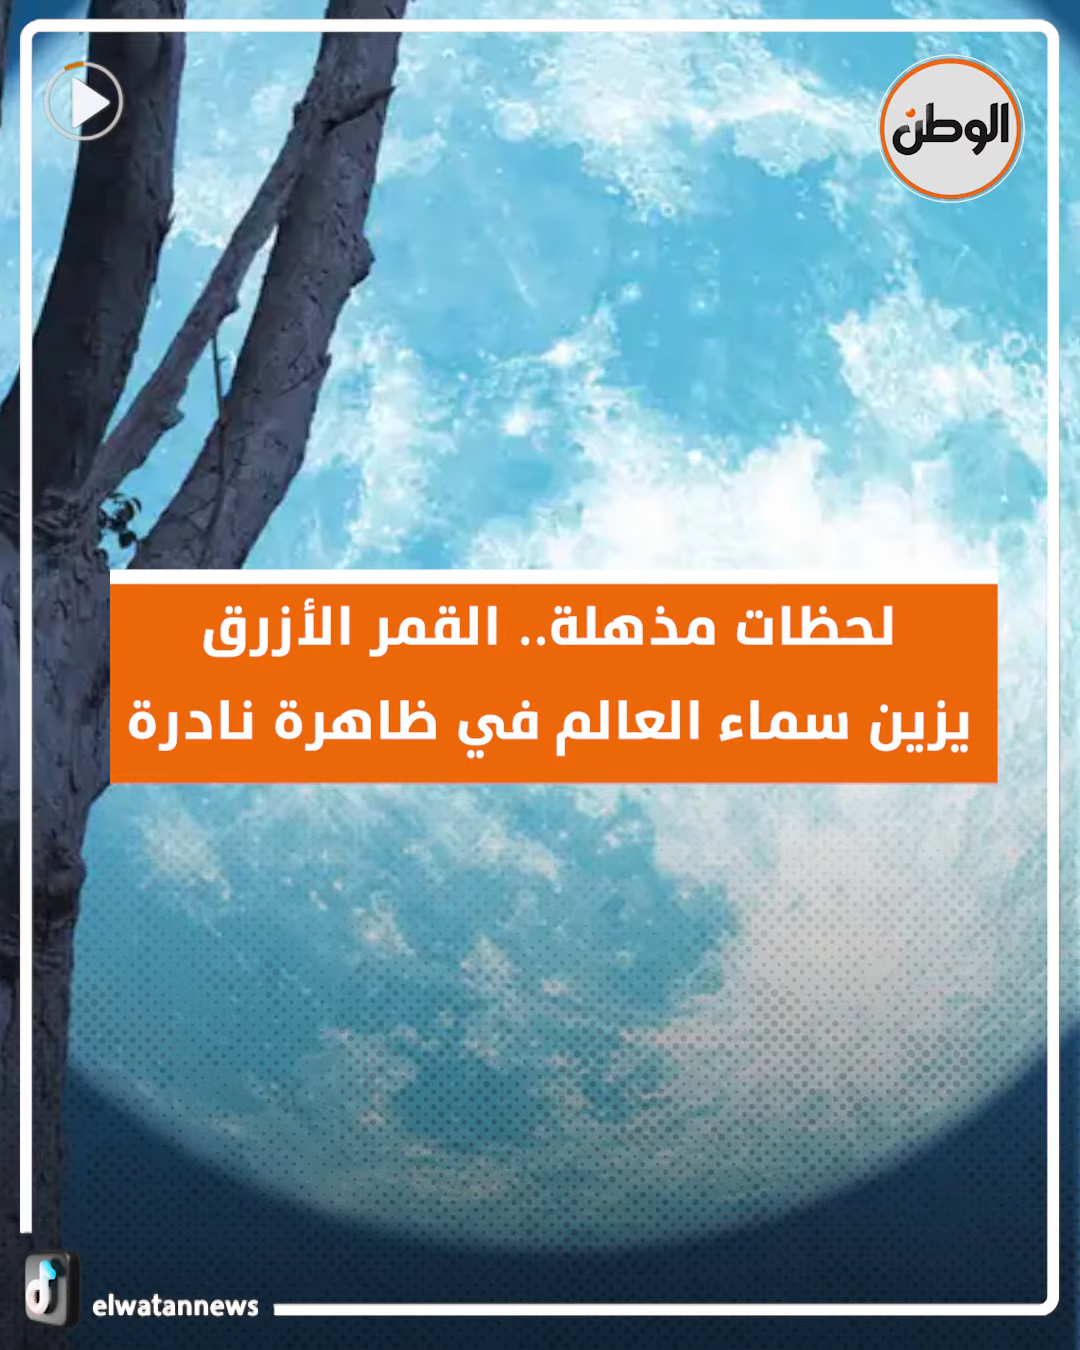 الوطن
لحظات مذهلة.. القمر الأزرق
يزين سماء العالم في ظاهرة نادرة
elwatannews